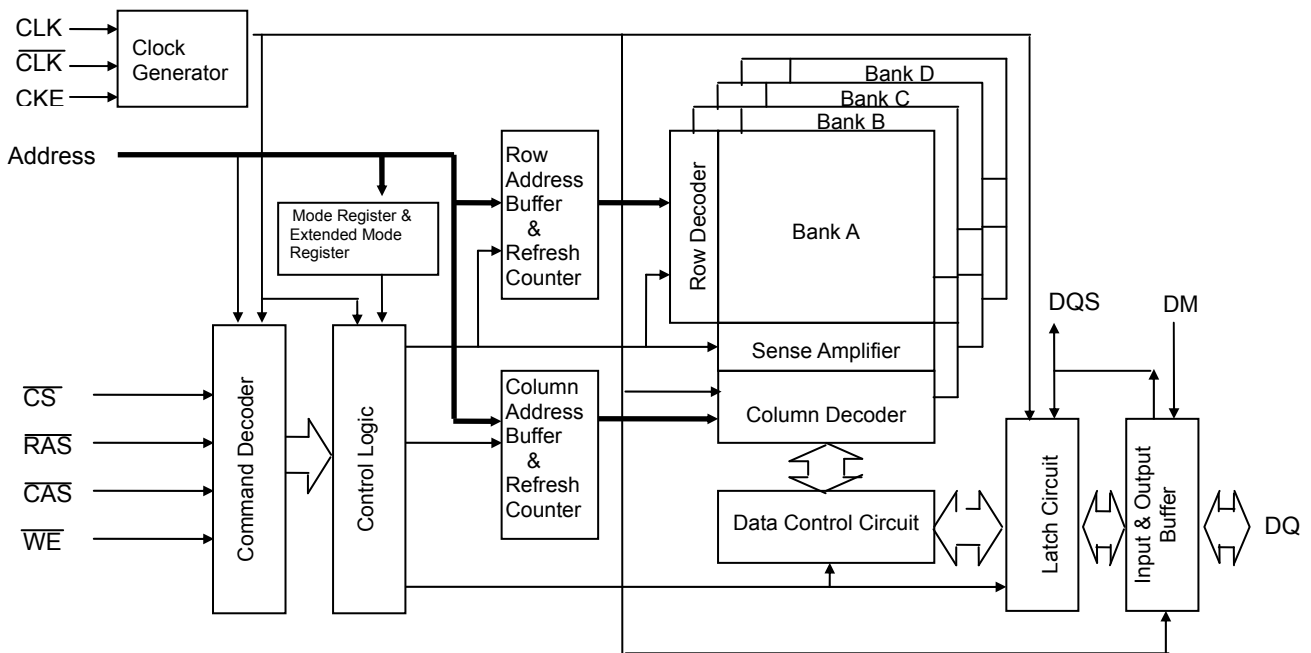 CLK
CLK
CKE
Clock
Generator
Address
Mode Register &
Extended Mode
Register
Row
Address
Buffer
&
Refresh
Counter
Row Decoder
Bank D
Bank C
Bank B
Bank A
Sense Amplifier
Column Decoder
DQS
DM
CS
RAS
CAS
WE
Command Decoder
Control Logic
Column
Address
Buffer
&
Refresh
Counter
Data Control Circuit
Latch Circuit
Input & Output
Buffer
DQ